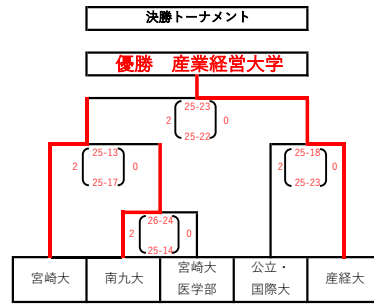 決勝トーナメント
優勝　産業経営大学
25-23
2 0
25-22
25-13
2 0
25-17
25-18
2 0
25-23
26-24
2 0
25-14
宮崎大
南九大
宮崎大
医学部
公立・
国際大
産経大